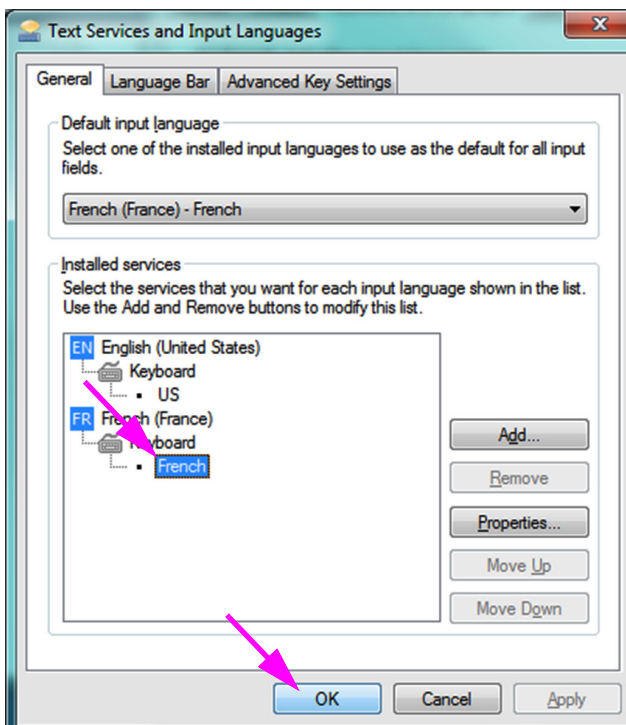 Text Services and Input Languages
General Language Bar Advanced Key Settings
Default input language
Select one of the installed input languages to use as the default for all input
fields.
French (France) - French
Installed services
Select the services that you want for each input language shown in the list.
Use the Add and Remove buttons to modify this list.
EN English (United States)
Keyboard
US
FR French (France)
Keyboard
French
Add...
Remove
Properties...
Move Up
Move Down
OK Cancel Apply